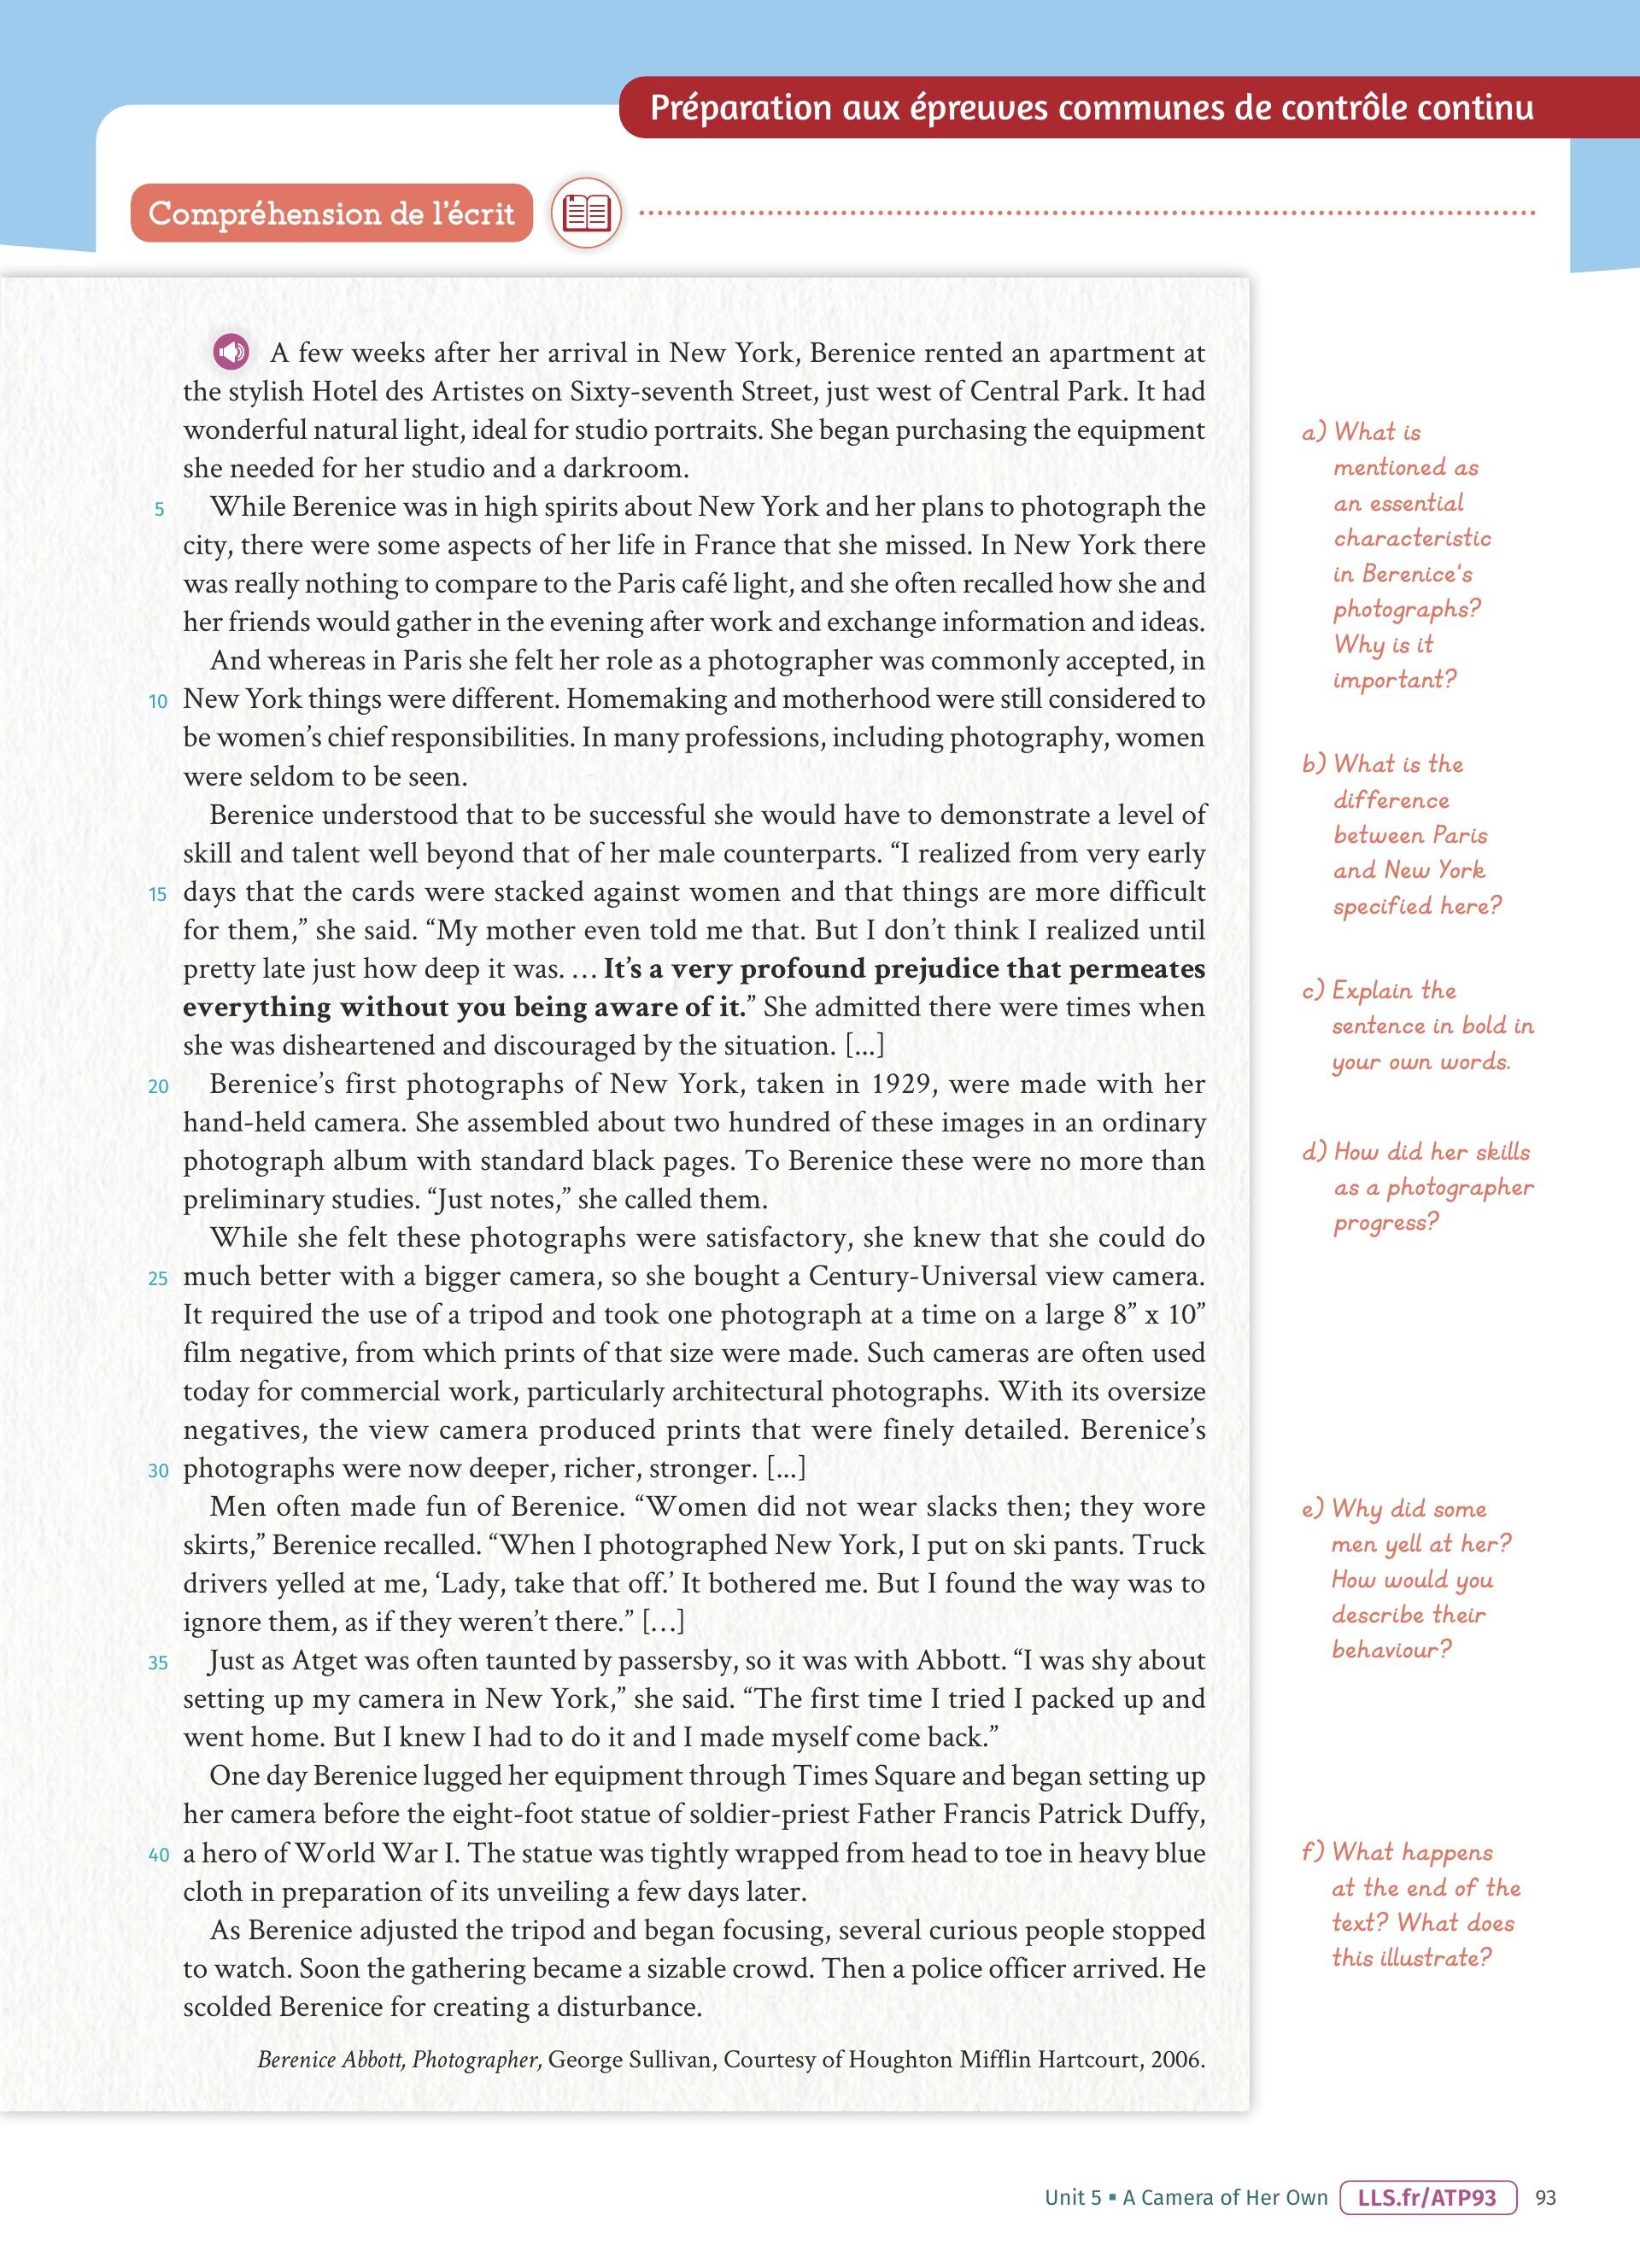 Préparation aux épreuves communes de contrôle continu
Compréhension de l'écrit
A few weeks after her arrival in New York, Berenice rented an apartment at
the stylish Hotel des Artistes on Sixty-seventh Street, just west of Central Park. It had
wonderful natural light, ideal for studio portraits. She began purchasing the equipment
she needed for her studio and a darkroom.
5 While Berenice was in high spirits about New York and her plans to photograph the
city, there were some aspects of her life in France that she missed. In New York there
was really nothing to compare to the Paris café light, and she often recalled how she and
her friends would gather in the evening after work and exchange information and ideas.
And whereas in Paris she felt her role as a photographer was commonly accepted, in
10 New York things were different. Homemaking and motherhood were still considered to
be women's chief responsibilities. In many professions, including photography, women
were seldom to be seen.
Berenice understood that to be successful she would have to demonstrate a level of
skill and talent well beyond that of her male counterparts. “I realized from very early
15 days that the cards were stacked against women and that things are more difficult
for them,” she said. “My mother even told me that. But I don't think I realized until
pretty late just how deep it was. … It's a very profound prejudice that permeates
everything without you being aware of it.” She admitted there were times when
she was disheartened and discouraged by the situation. [...]
20 Berenice's first photographs of New York, taken in 1929, were made with her
hand-held camera. She assembled about two hundred of these images in an ordinary
photograph album with standard black pages. To Berenice these were no more than
preliminary studies. “Just notes,” she called them.
While she felt these photographs were satisfactory, she knew that she could do
25 much better with a bigger camera, so she bought a Century-Universal view camera.
It required the use of a tripod and took one photograph at a time on a large 8” x 10”
film negative, from which prints of that size were made. Such cameras are often used
today for commercial work, particularly architectural photographs. With its oversize
negatives, the view camera produced prints that were finely detailed. Berenice's
30 photographs were now deeper, richer, stronger. [...]
Men often made fun of Berenice. “Women did not wear slacks then; they wore
skirts,” Berenice recalled. “When I photographed New York, I put on ski pants. Truck
drivers yelled at me, ‘Lady, take that off.’ It bothered me. But I found the way was to
ignore them, as if they weren't there.” […]
35 Just as Atget was often taunted by passersby, so it was with Abbott. “I was shy about
setting up my camera in New York,” she said. “The first time I tried I packed up and
went home. But I knew I had to do it and I made myself come back.”
One day Berenice lugged her equipment through Times Square and began setting up
her camera before the eight-foot statue of soldier-priest Father Francis Patrick Duffy,
40 a hero of World War I. The statue was tightly wrapped from head to toe in heavy blue
cloth in preparation of its unveiling a few days later.
As Berenice adjusted the tripod and began focusing, several curious people stopped
to watch. Soon the gathering became a sizable crowd. Then a police officer arrived. He
scolded Berenice for creating a disturbance.
Berenice Abbott, Photographer, George Sullivan, Courtesy of Houghton Mifflin Hartcourt, 2006.
a) What is
mentioned as
an essential
characteristic
in Berenice's
photographs?
Why is it
important?
b) What is the
difference
between Paris
and New York
specified here?
c) Explain the
sentence in bold in
your own words.
d) How did her skills
as a photographer
progress?
e) Why did some
men yell at her?
How would you
describe their
behaviour?
f) What happens
at the end of the
text? What does
this illustrate?
Unit 5 ▪ A Camera of Her Own LLS.fr/ATP93 93